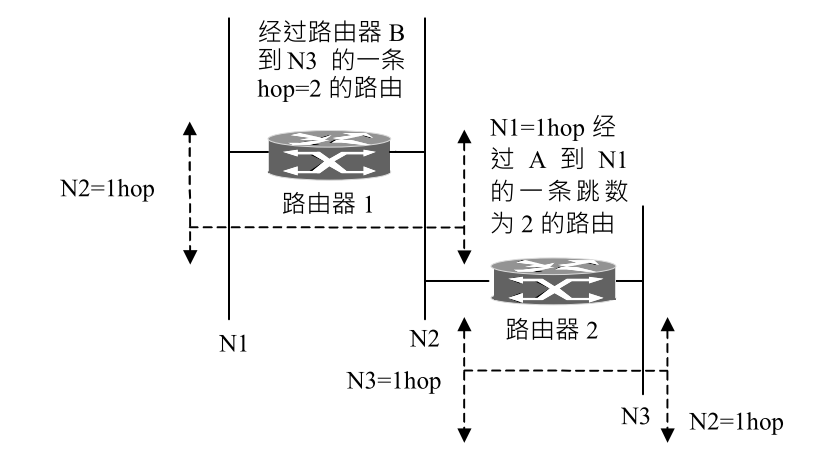 经过路由器 B
到 N3 的一条
hop=2 的路由
N1=1hop 经
过 A 到 N1
的一条跳数
为 2 的路由
N2=1hop
路由器 1
N1
N2
路由器 2
N3=1hop
N3
N2=1hop